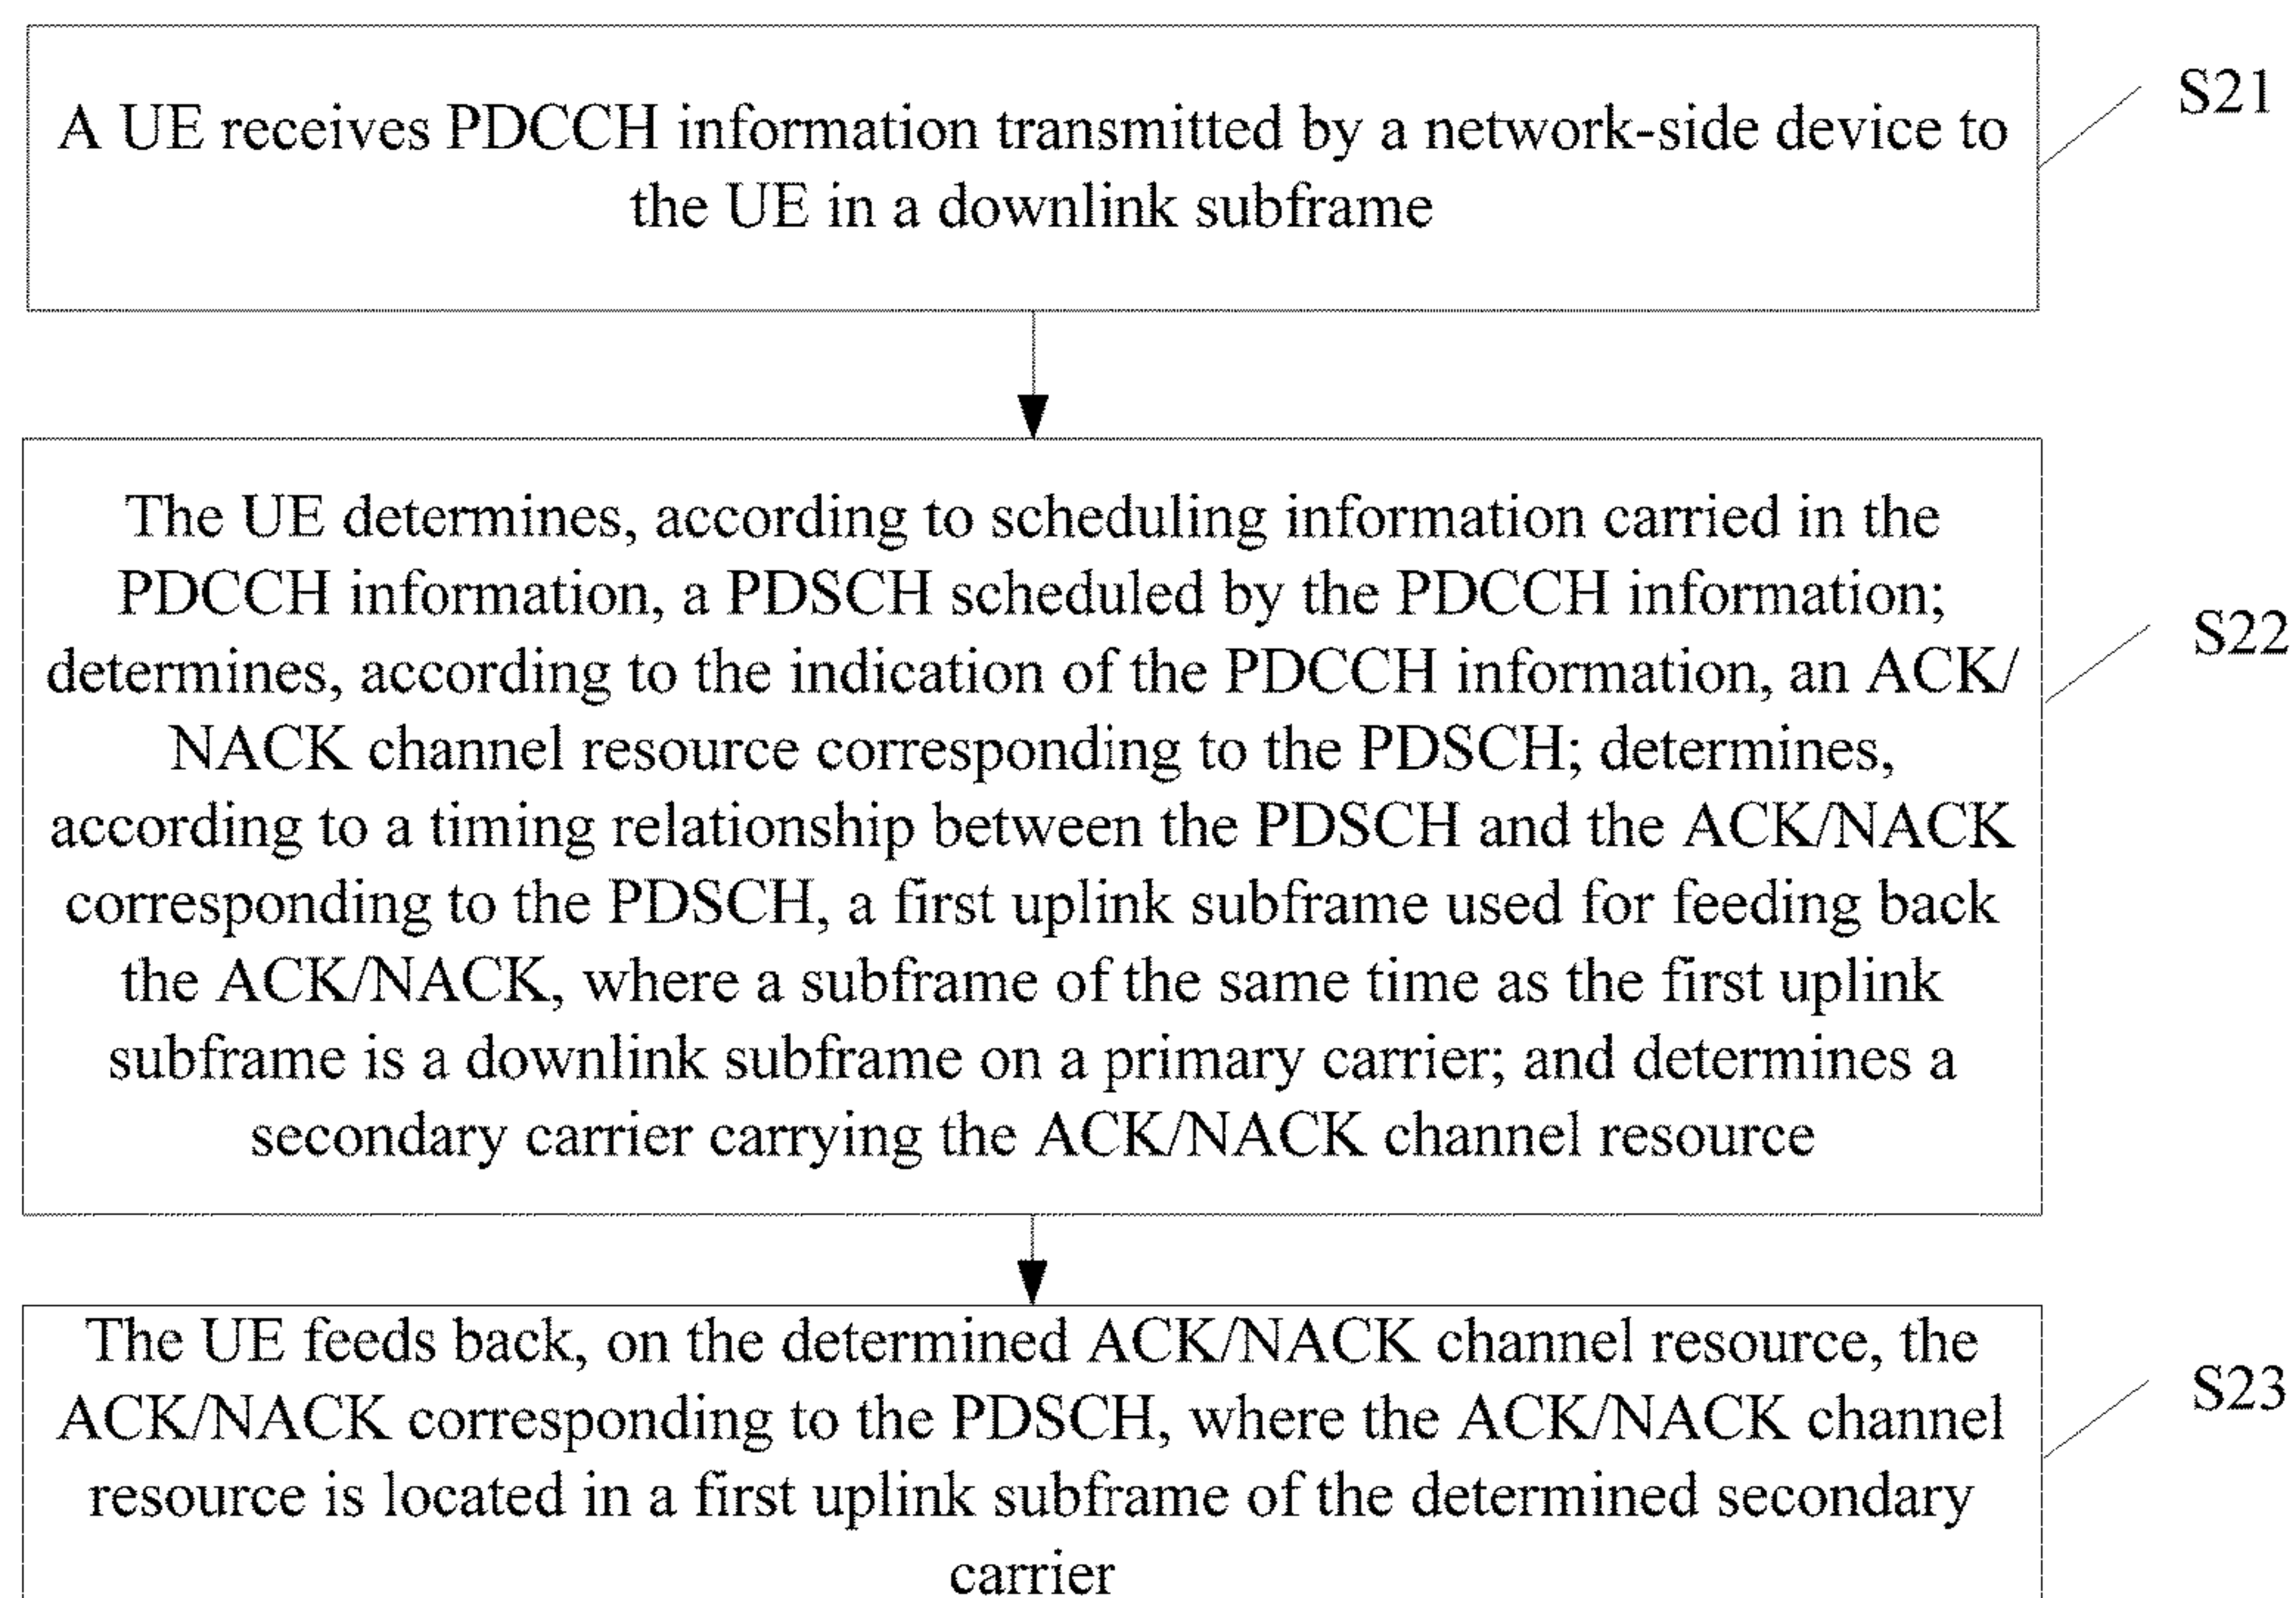 A UE receives PDCCH information transmitted by a network-side device to
the UE in a downlink subframe
S21
The UE determines, according to scheduling information carried in the
PDCCH information, a PDSCH scheduled by the PDCCH information;
determines, according to the indication of the PDCCH information, an ACK/
NACK channel resource corresponding to the PDSCH; determines,
according to a timing relationship between the PDSCH and the ACK/NACK
corresponding to the PDSCH, a first uplink subframe used for feeding back
the ACK/NACK, where a subframe of the same time as the first uplink
subframe is a downlink subframe on a primary carrier; and determines a
secondary carrier carrying the ACK/NACK channel resource
S22
The UE feeds back, on the determined ACK/NACK channel resource, the
ACK/NACK corresponding to the PDSCH, where the ACK/NACK channel
resource is located in a first uplink subframe of the determined secondary
carrier
S23